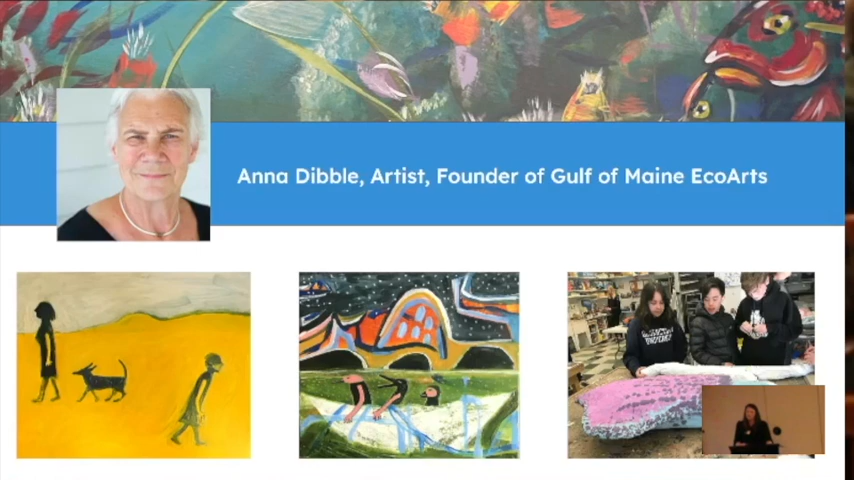 Anna Dibble, Artist, Founder of Gulf of Maine EcoArts